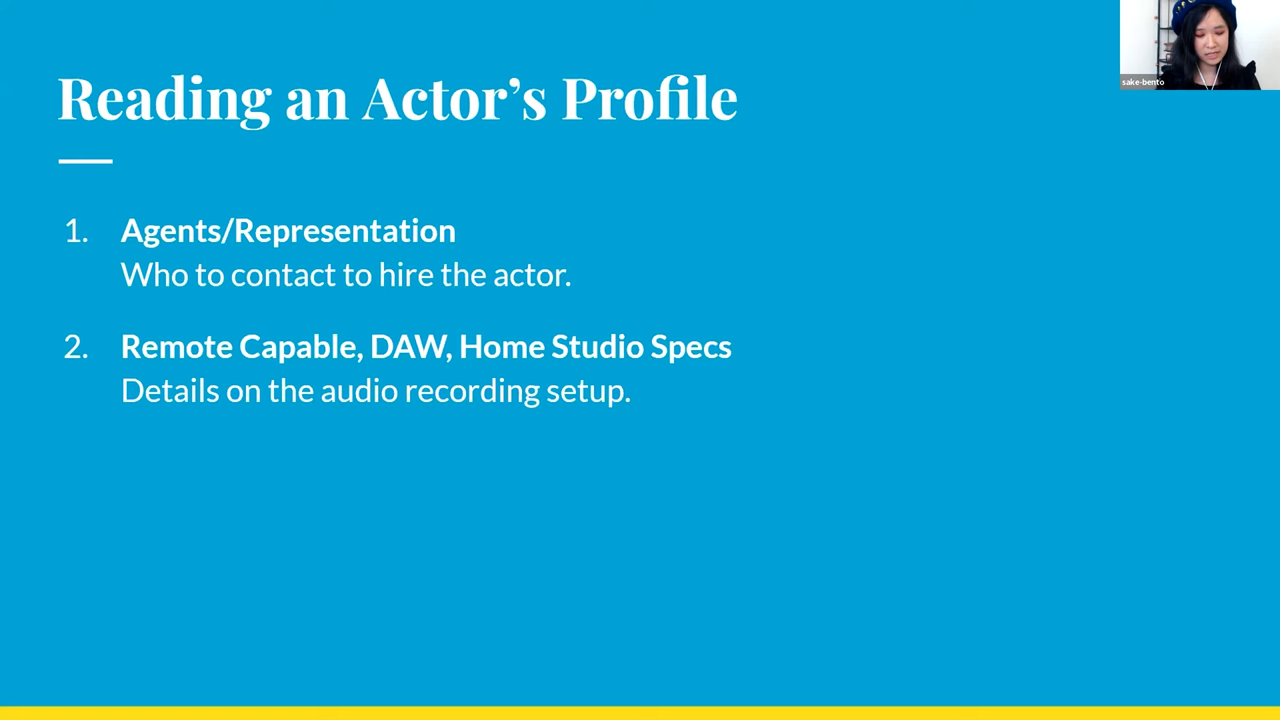 Reading an Actor’s Profile
1. Agents/Representation
Who to contact to hire the actor.
2. Remote Capable, DAW, Home Studio Specs
Details on the audio recording setup.
sake-bento